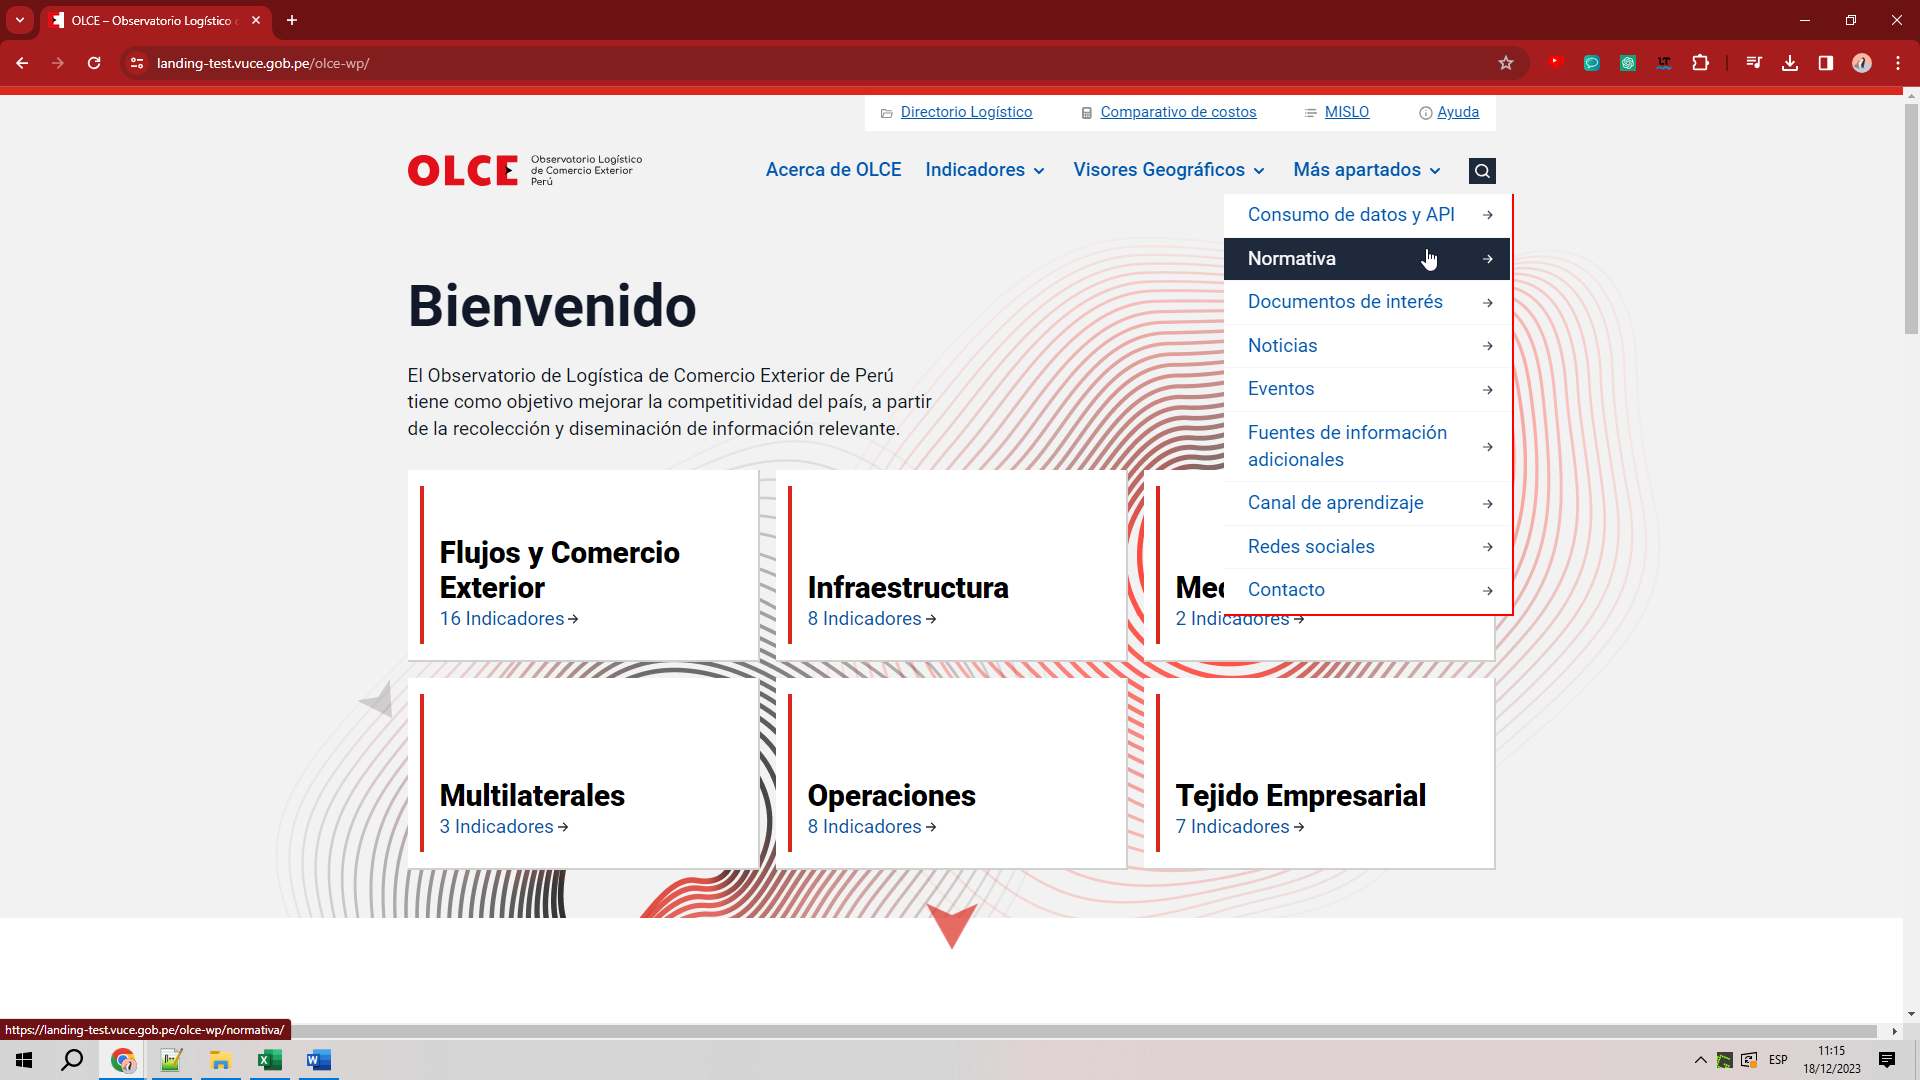 OLCE – Observatorio Logístico
landing-test.vuce.gob.pe/olce-wp/
Directorio Logístico
Comparativo de costos
MISLO
Ayuda
OLCE
Observatorio Logístico
de Comercio Exterior
Perú
Acerca de OLCE
Indicadores
Visores Geográficos
Más apartados
Consumo de datos y API
Normativa
Documentos de interés
Noticias
Eventos
Fuentes de información
adicionales
Canal de aprendizaje
Redes sociales
Contacto
Bienvenido
El Observatorio de Logística de Comercio Exterior de Perú
tiene como objetivo mejorar la competitividad del país, a partir
de la recolección y diseminación de información relevante.
Flujos y Comercio
Exterior
16 Indicadores
Infraestructura
8 Indicadores
2 Indicadores
Multilaterales
3 Indicadores
Operaciones
8 Indicadores
Tejido Empresarial
7 Indicadores
https://landing-test.vuce.gob.pe/olce-wp/normativa/
ESP
11:15
18/12/2023